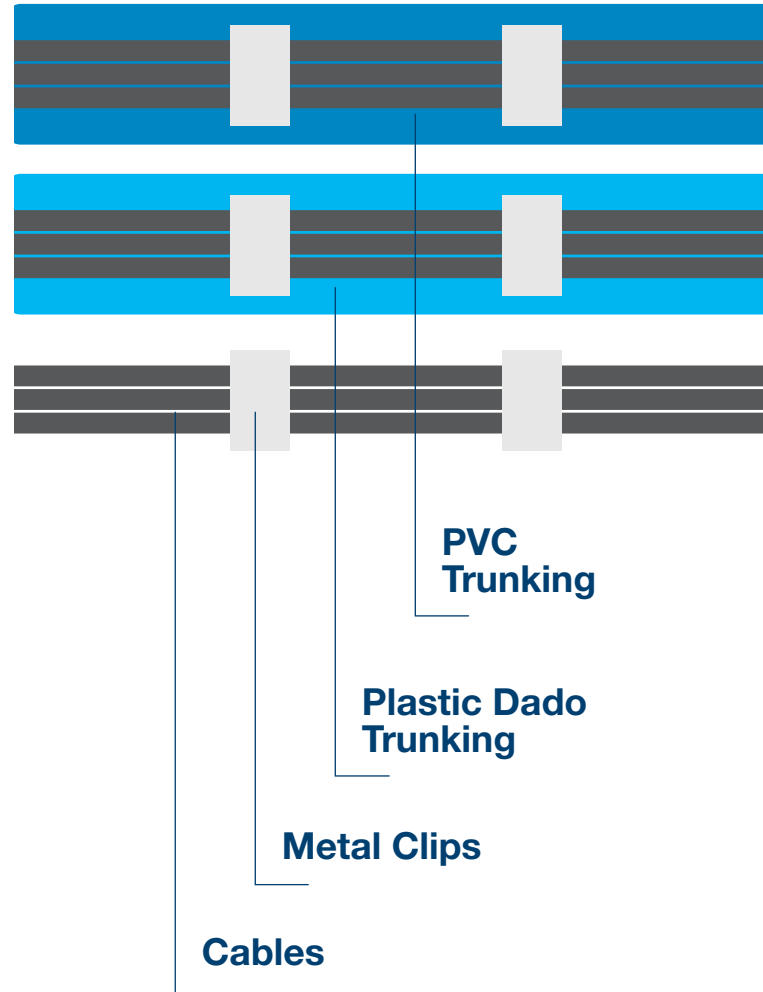 PVC
Trunking
Plastic Dado
Trunking
Metal Clips
Cables